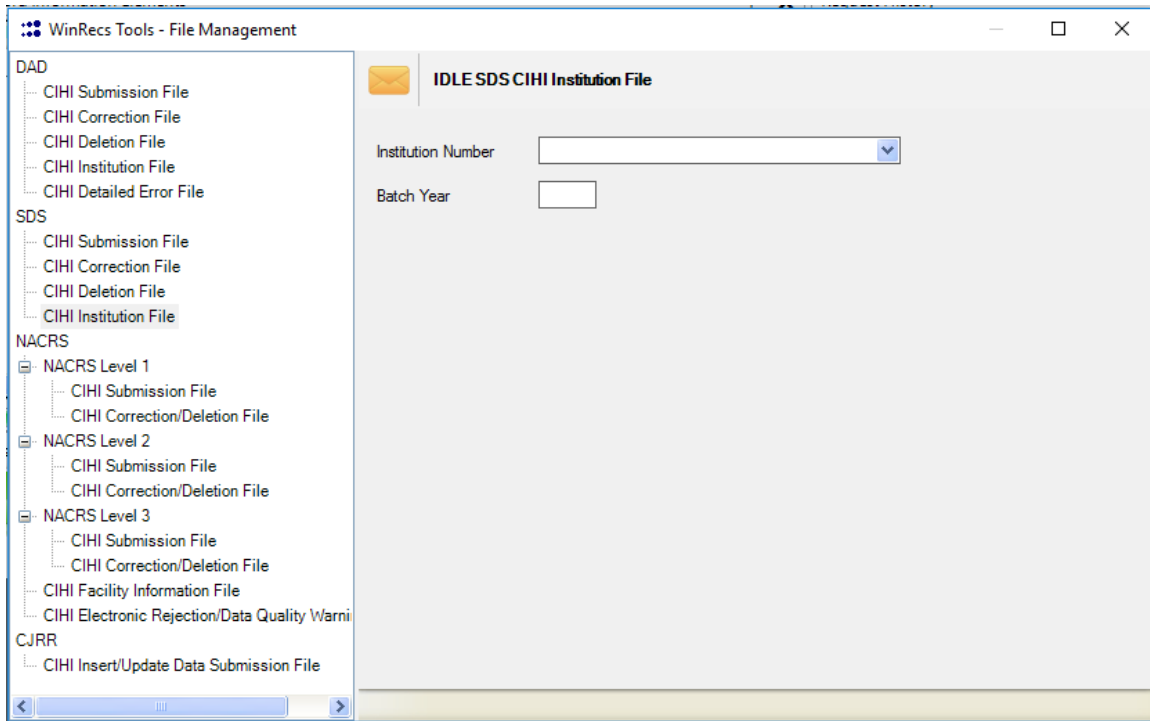 WinRecs Tools - File Management
DAD
CIHI Submission File
CIHI Correction File
CIHI Deletion File
CIHI Institution File
CIHI Detailed Error File
SDS
CIHI Submission File
CIHI Correction File
CIHI Deletion File
CIHI Institution File
NACRS
NACRS Level 1
CIHI Submission File
CIHI Correction/Deletion File
NACRS Level 2
CIHI Submission File
CIHI Correction/Deletion File
NACRS Level 3
CIHI Submission File
CIHI Correction/Deletion File
CIHI Facility Information File
CIHI Electronic Rejection/Data Quality Warni
CJRR
CIHI Insert/Update Data Submission File
IDLE SDS CIHI Institution File
Institution Number
Batch Year